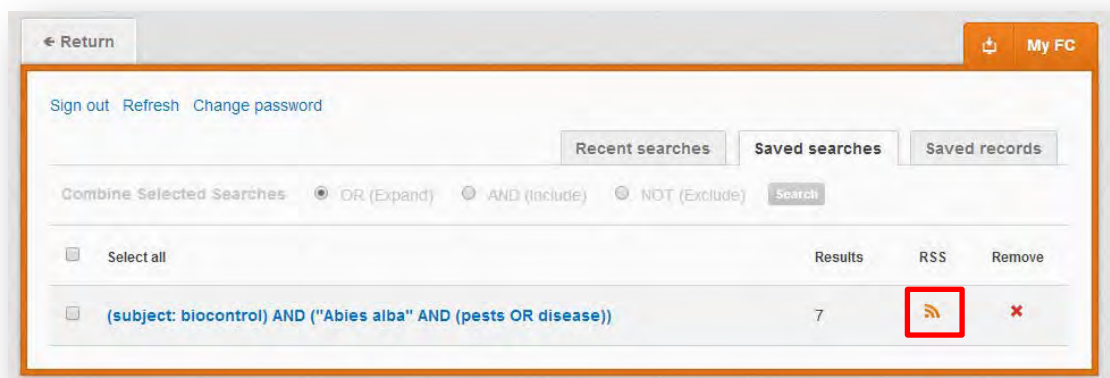 ← Return
My FC
Sign out Refresh Change password
Recent searches Saved searches Saved records
Combine Selected Searches OR (Expand) AND (Include) NOT (Exclude) Search
Select all Results RSS Remove
(subject: biocontrol) AND ("Abies alba" AND (pests OR disease)) 7